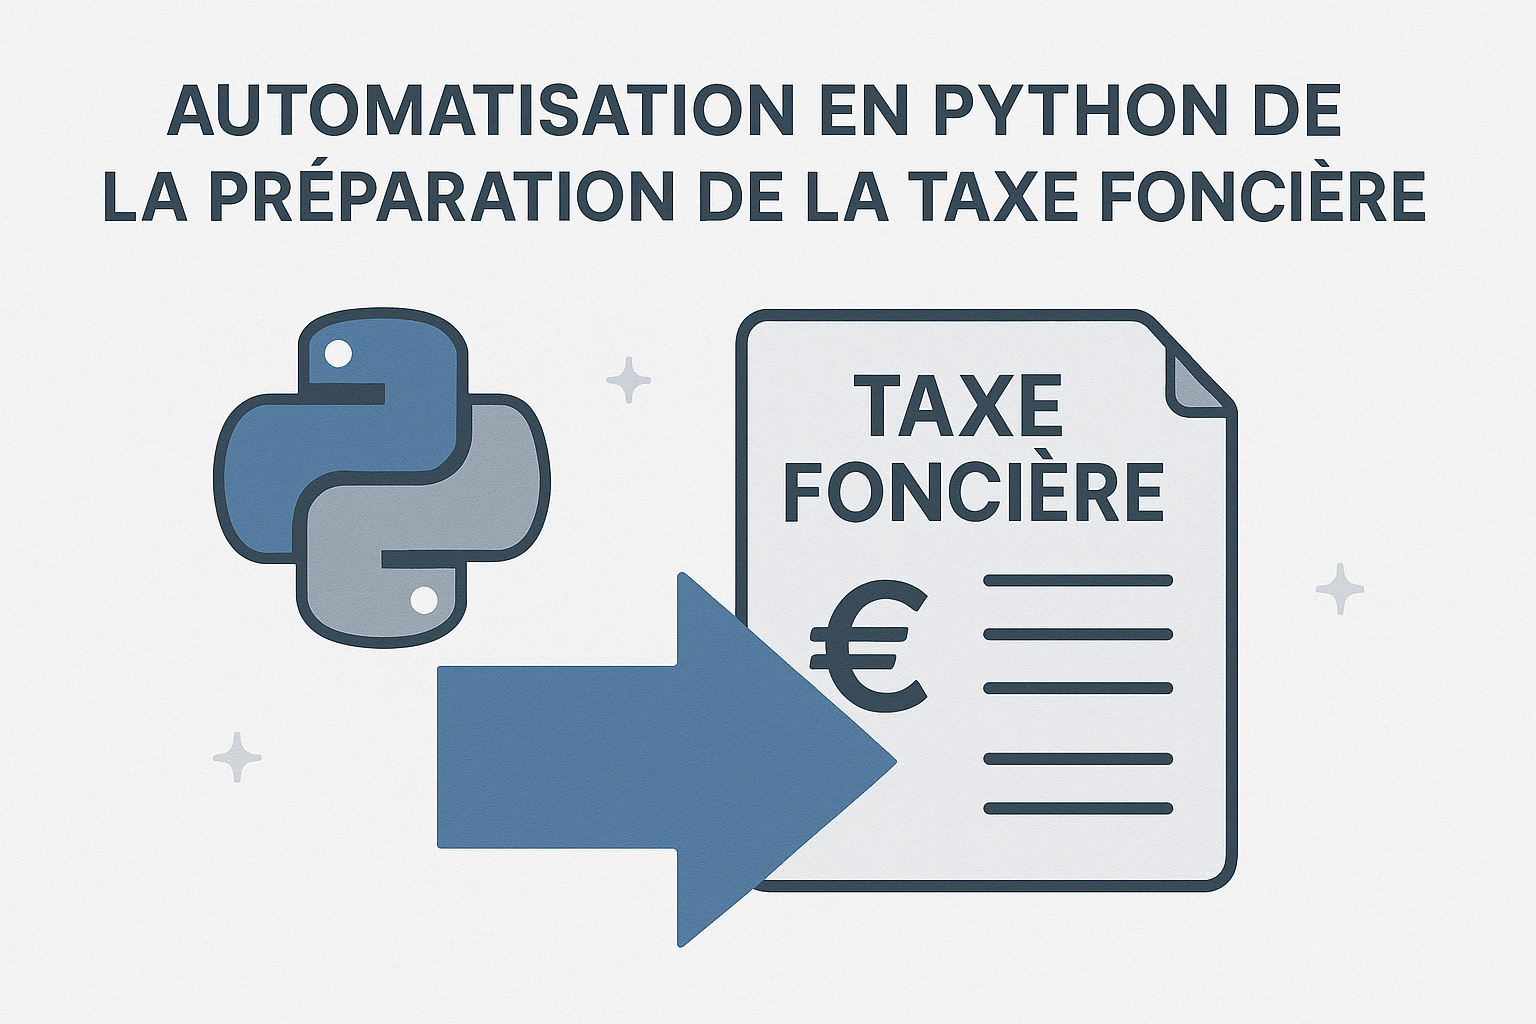 AUTOMATISATION EN PYTHON DE
LA PRÉPARATION DE LA TAXE FONCIÈRE
TAXE
FONCIÈRE
€